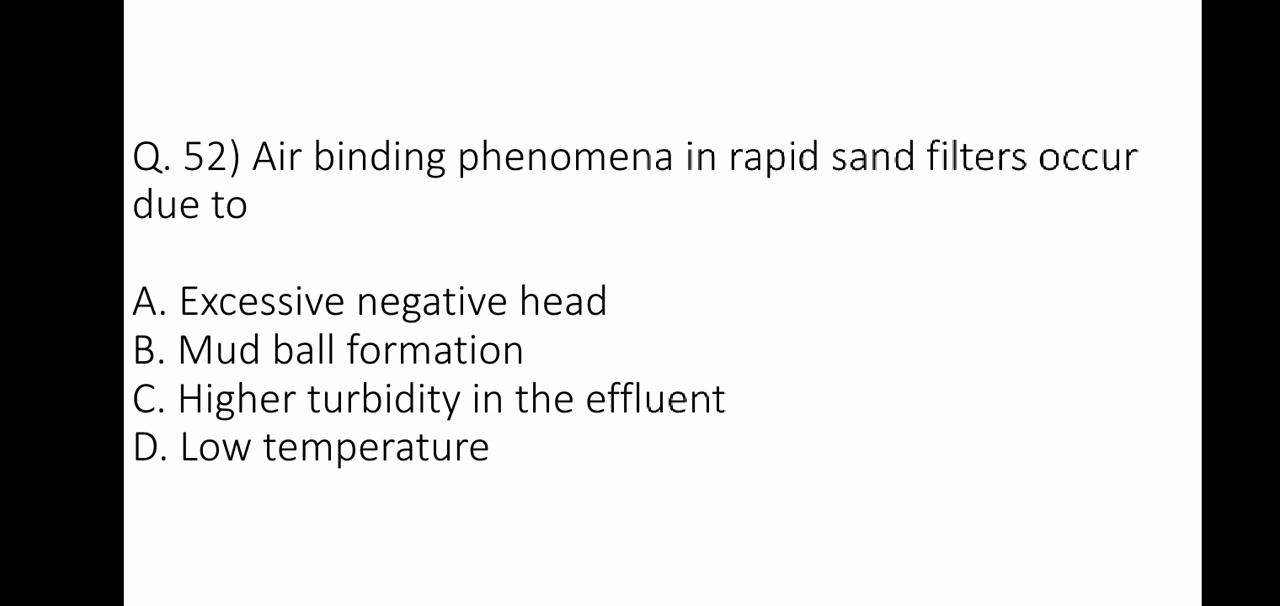 Q. 52) Air binding phenomena in rapid sand filters occur
due to
A. Excessive negative head
B. Mud ball formation
C. Higher turbidity in the effluent
D. Low temperature